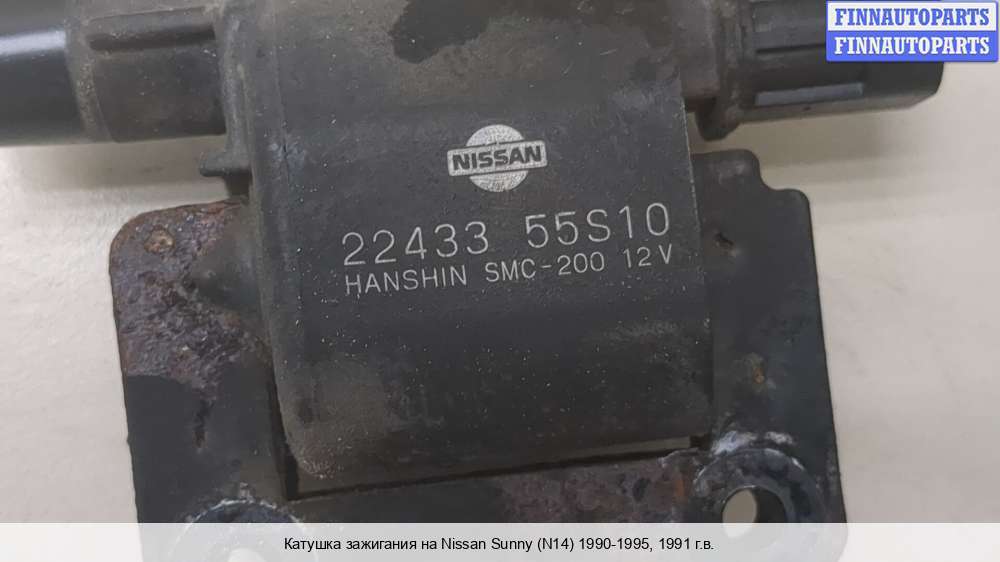 FINNAUTOPARTS
FINNAUTOPARTS
NISSAN
22433 55S10
HANSHIN SMC-200 12V
Катушка зажигания на Nissan Sunny (N14) 1990-1995, 1991 г.в.